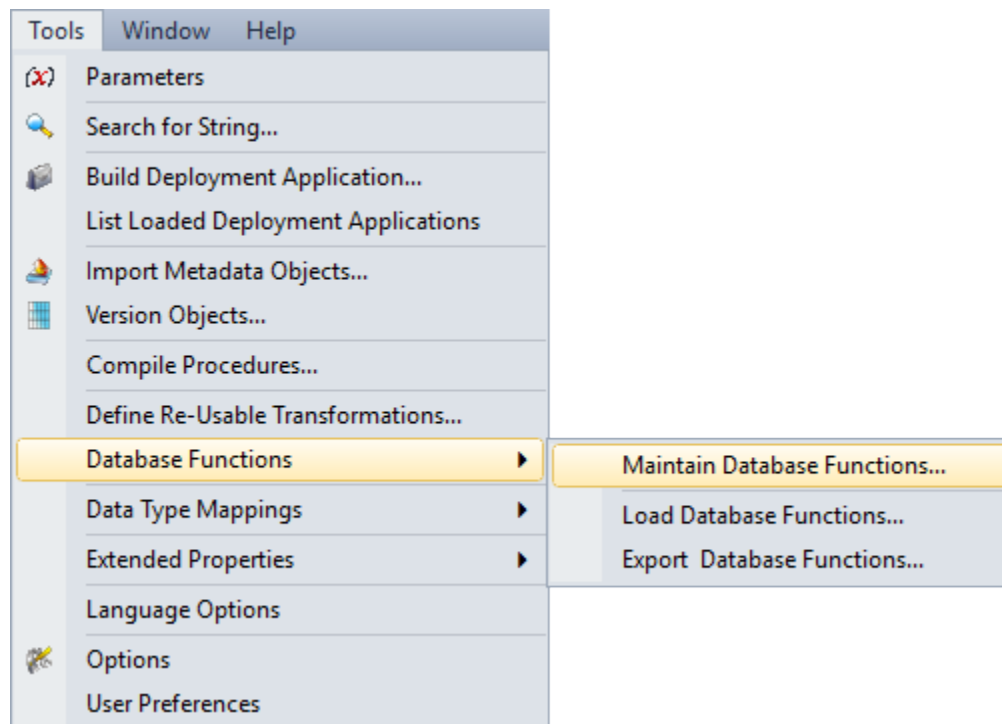 Tools Window Help
(x) Parameters
Search for String...
Build Deployment Application...
List Loaded Deployment Applications
Import Metadata Objects...
Version Objects...
Compile Procedures...
Define Re-Usable Transformations...
Database Functions
Maintain Database Functions...
Load Database Functions...
Export  Database Functions...
Data Type Mappings
Extended Properties
Language Options
Options
User Preferences